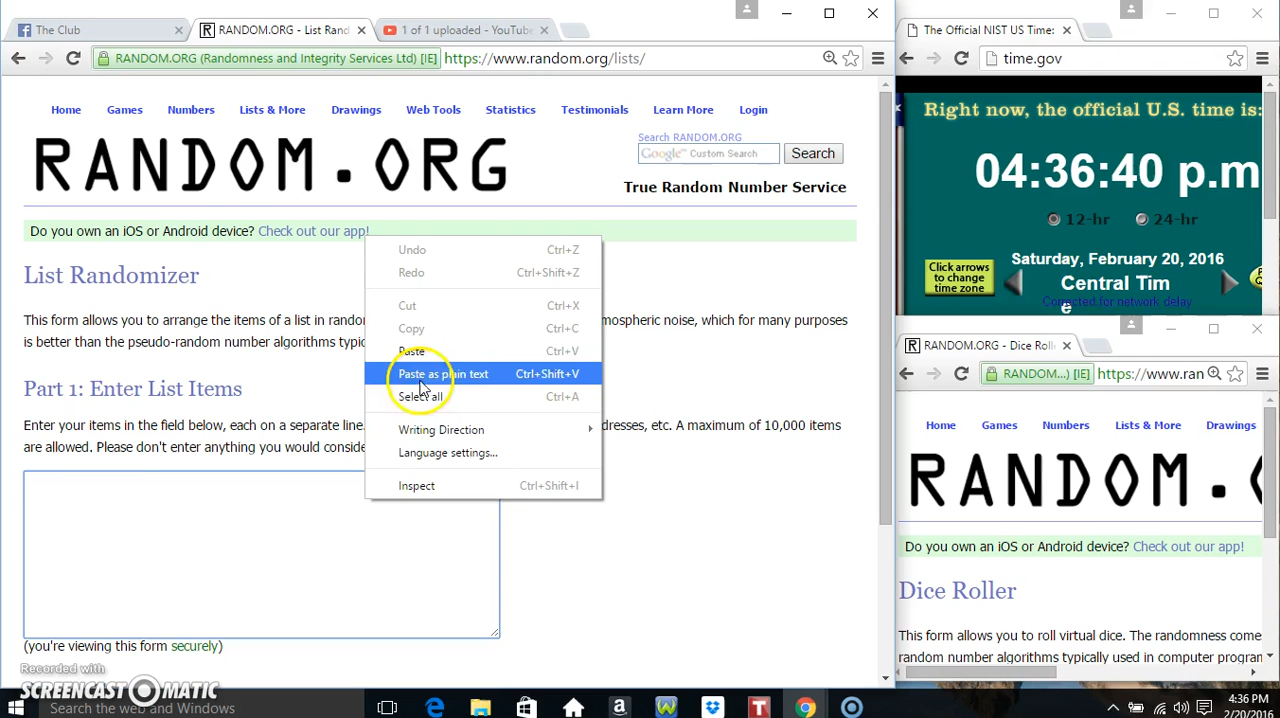 The Club
RANDOM.ORG - List Rand
1 of 1 uploaded - YouTube
RANDOM.ORG (Randomness and Integrity Services Ltd) [IE]
https://www.random.org/lists/
Home Games Numbers Lists & More Drawings Web Tools Statistics Testimonials Learn More Login
RANDOM.ORG
Search RANDOM.ORG
Google™ Custom Search
Search
True Random Number Service
Do you own an iOS or Android device? Check out our app!
List Randomizer
This form allows you to arrange the items of a list in random
mospheric noise, which for many purposes
is better than the pseudo-random number algorithms typic
Part 1: Enter List Items
Enter your items in the field below, each on a separate line.
dresses, etc. A maximum of 10,000 items
are allowed. Please don't enter anything you would conside
(you're viewing this form securely)
Undo Ctrl+Z
Redo Ctrl+Shift+Z
Cut Ctrl+X
Copy Ctrl+C
Paste Ctrl+V
Paste as plain text Ctrl+Shift+V
Select all Ctrl+A
Writing Direction
Language settings...
Inspect Ctrl+Shift+I
The Official NIST US Time:
time.gov
Right now, the official U.S. time is:
04:36:40 p.m
12-hr 24-hr
Click arrows
to change
time zone
Saturday, February 20, 2016
Central Tim
e
Corrected for network delay
RANDOM.ORG - Dice Roll
RANDOM...) [IE]
https://www.ran
Home Games Numbers Lists & More Drawings
RANDOM.O
Do you own an iOS or Android device? Check out our app!
Dice Roller
This form allows you to roll virtual dice. The randomness come
random number algorithms typically used in computer program
Recorded with
SCREENCAST-O-MATIC
Search the web and Windows
4:36 PM
2/20/2016